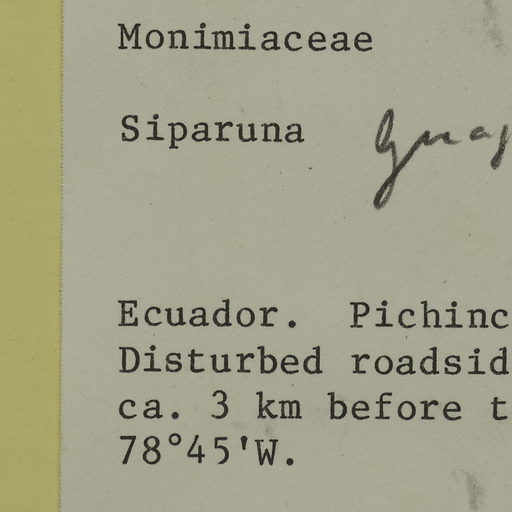 Monimiaceae
Siparuna
Ecuador. Pichinc
Disturbed roadsid
ca. 3 km before t
78°45'W.